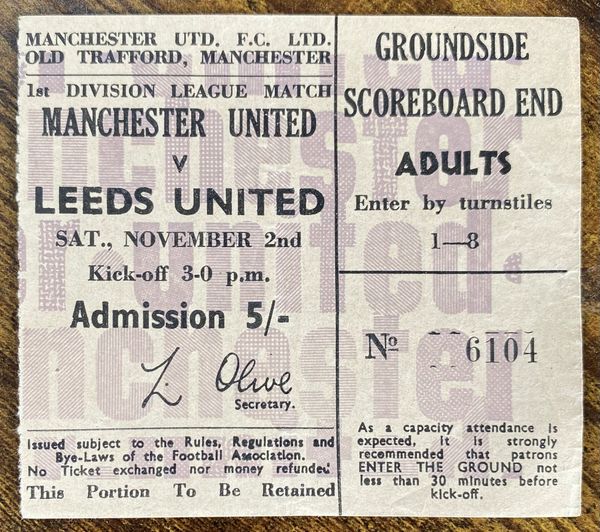 MANCHESTER UTD. F.C. LTD.
OLD TRAFFORD, MANCHESTER
1st DIVISION LEAGUE MATCH
MANCHESTER UNITED
v
LEEDS UNITED
SAT., NOVEMBER 2nd
Kick-off 3-0 p.m.
Admission 5/-
L. Olive
Secretary.
Issued subject to the Rules, Regulations and
Bye-Laws of the Football Association.
No Ticket exchanged nor money refunded
This Portion To Be Retained
GROUNDSIDE
SCOREBOARD END
ADULTS
Enter by turnstiles
1—8
No 6104
As a capacity attendance is
expected, it is strongly
recommended that patrons
ENTER THE GROUND not
less than 30 minutes before
kick-off.